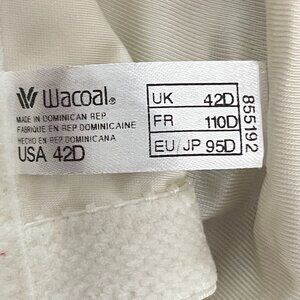 Wacoal®
MADE IN DOMINICAN REP
FABRIQUE EN REP DOMINICAINE
HECHO EN REP DOMINICANA
USA 42D
UK 42D
FR 110D
EU/JP 95D
855192